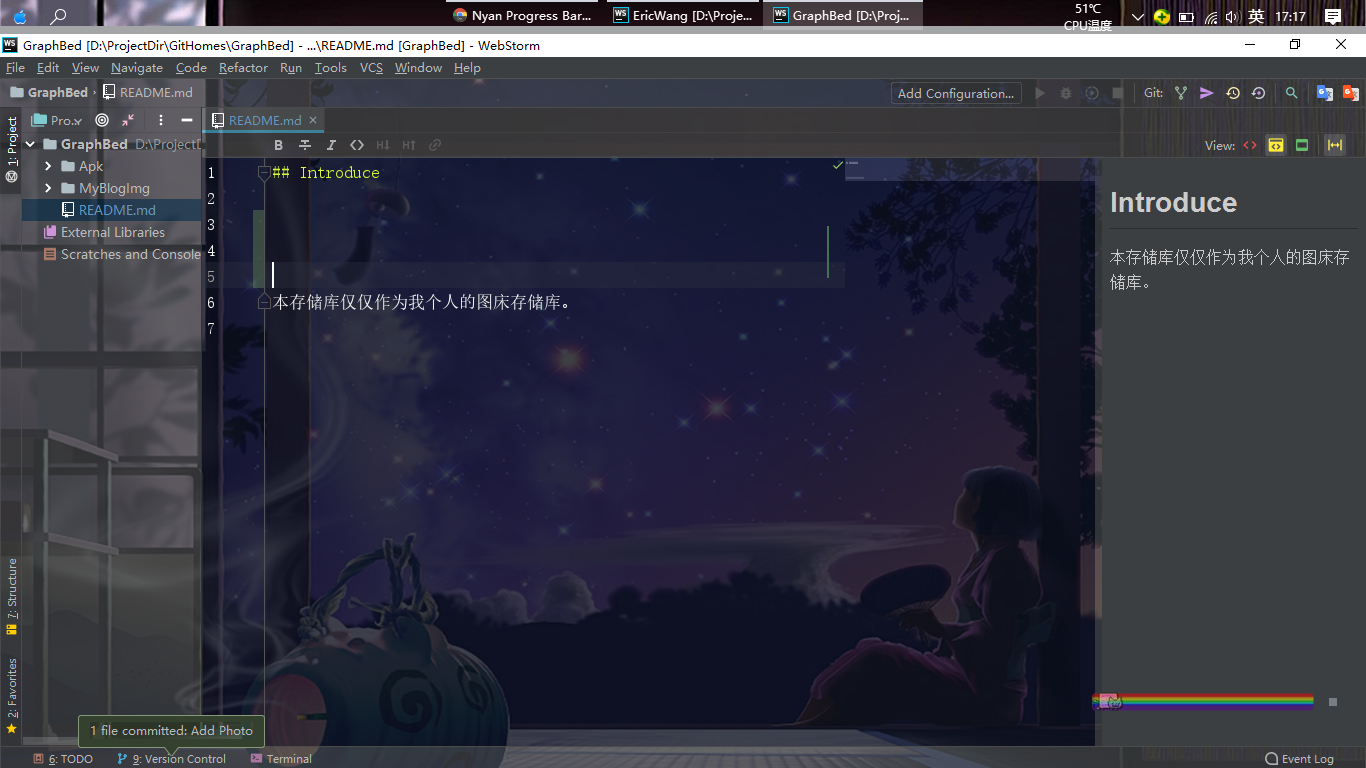 Nyan Progress Bar...
EricWang [D:\Proje...
GraphBed [D:\Proj...
51℃
CPU温度
英
17:17
GraphBed [D:\ProjectDir\GitHomes\GraphBed] - ...\README.md [GraphBed] - WebStorm
File Edit View Navigate Code Refactor Run Tools VCS Window Help
GraphBed README.md
Add Configuration...
Git:
1: Project
Pro..
README.md
GraphBed D:\ProjectD
Apk
MyBlogImg
README.md
External Libraries
Scratches and Console
B I H↓ H↑
View:
1 ## Introduce
2
3
4
5
6 本存储库仅仅作为我个人的图床存储库。
7
Introduce
本存储库仅仅作为我个人的图床存
储库。
7: Structure
2: Favorites
1 file committed: Add Photo
6: TODO
9: Version Control
Terminal
Event Log